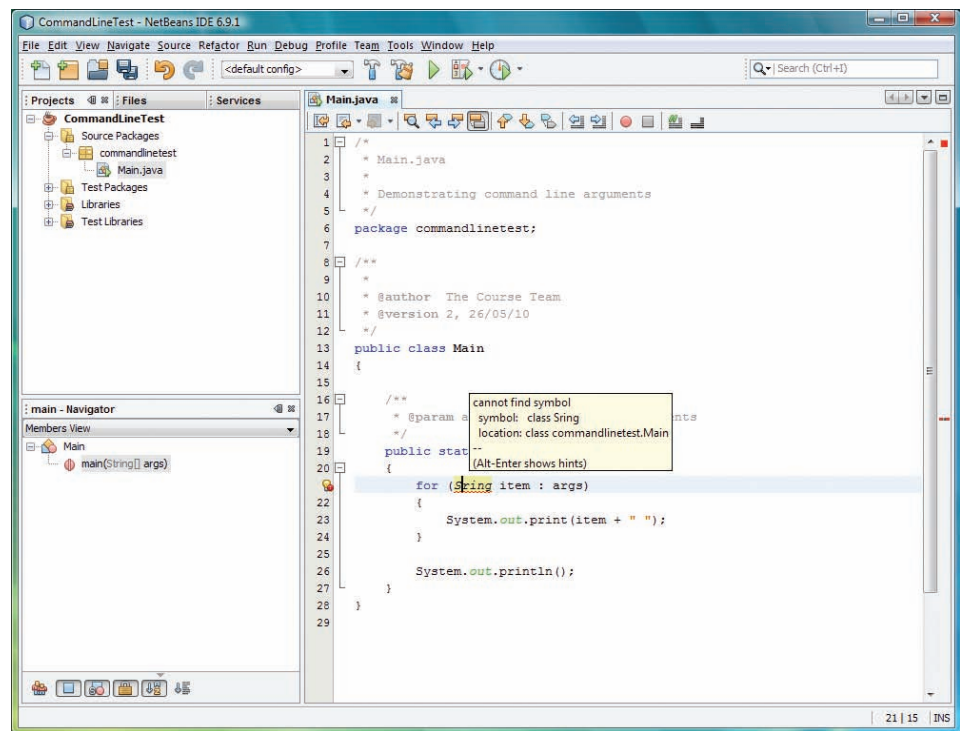 CommandLineTest - NetBeans IDE 6.9.1
File Edit View Navigate Source Refactor Run Debug Profile Team Tools Window Help
<default config>
Search (Ctrl+I)
Projects Files Services
CommandLineTest
Source Packages
commandlinetest
Main.java
Test Packages
Libraries
Test Libraries
main - Navigator
Members View
Main
main(String[] args)
Main.java
1 /*
2 * Main.java
3 *
4 * Demonstrating command line arguments
5 */
6 package commandlinetest;
7
8 /**
9 *
10 * @author The Course Team
11 * @version 2, 26/05/10
12 */
13 public class Main
14 {
15
16 /**
17 * @param a nts
18 */
19 public stat
20 {
for (Sring item : args)
22 {
23 System.out.print(item + " ");
24 }
25
26 System.out.println();
27 }
28 }
29
cannot find symbol
symbol: class Sring
location: class commandlinetest.Main
--
(Alt-Enter shows hints)
21 | 15 INS